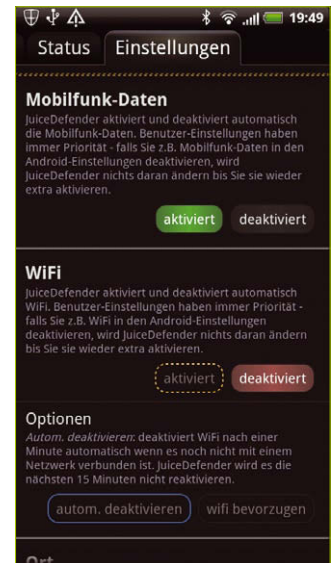 19:49
Status Einstellungen
Mobilfunk-Daten
JuiceDefender aktiviert und deaktiviert automatisch
die Mobilfunk-Daten. Benutzer-Einstellungen haben
immer Priorität - falls Sie z.B. Mobilfunk-Daten in den
Android-Einstellungen deaktivieren, wird
JuiceDefender nichts daran ändern bis Sie sie wieder
extra aktivieren.
aktiviert deaktiviert
WiFi
JuiceDefender aktiviert und deaktiviert automatisch
WiFi. Benutzer-Einstellungen haben immer Priorität -
falls Sie z.B. WiFi in den Android-Einstellungen
deaktivieren, wird JuiceDefender nichts daran ändern
bis Sie sie wieder extra aktivieren.
aktiviert deaktiviert
Optionen
Autom. deaktivieren: deaktiviert WiFi nach einer
Minute automatisch wenn es noch nicht mit einem
Netzwerk verbunden ist. JuiceDefender wird es die
nächsten 15 Minuten nicht reaktivieren.
autom. deaktivieren wifi bevorzugen
Ort